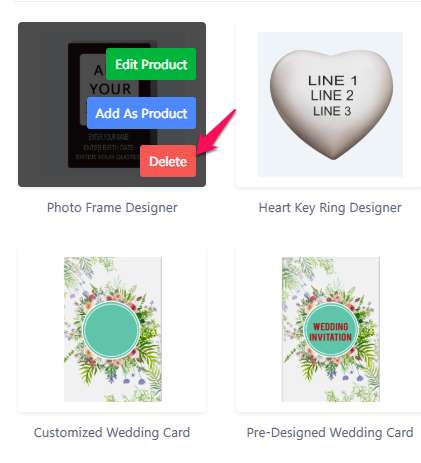 Edit Product
Add As Product
Delete
ENTER YOUR NAME
ENTER BIRTH DATE
ENTER YOUR QUOTES
LINE 1
LINE 2
LINE 3
Photo Frame Designer
Heart Key Ring Designer
WEDDING
INVITATION
Customized Wedding Card
Pre-Designed Wedding Card